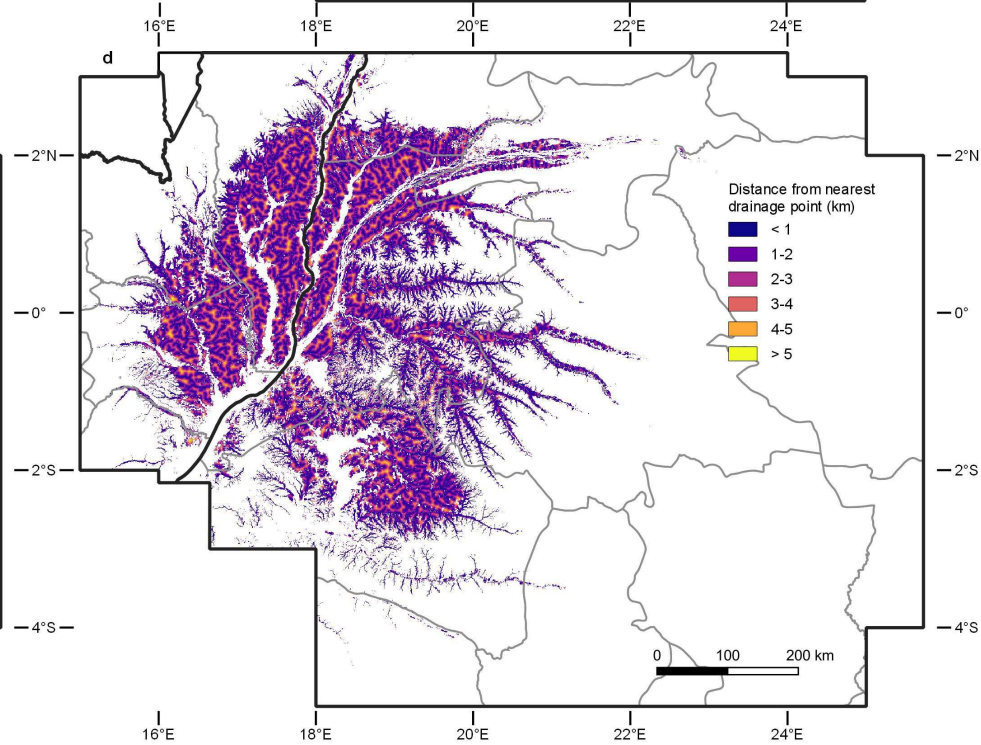 16°E 18°E 20°E 22°E 24°E
d
2°N 2°N
Distance from nearest
drainage point (km)
< 1
1-2
2-3
3-4
4-5
> 5
0° 0°
2°S 2°S
4°S 4°S
0 100 200 km
16°E 18°E 20°E 22°E 24°E